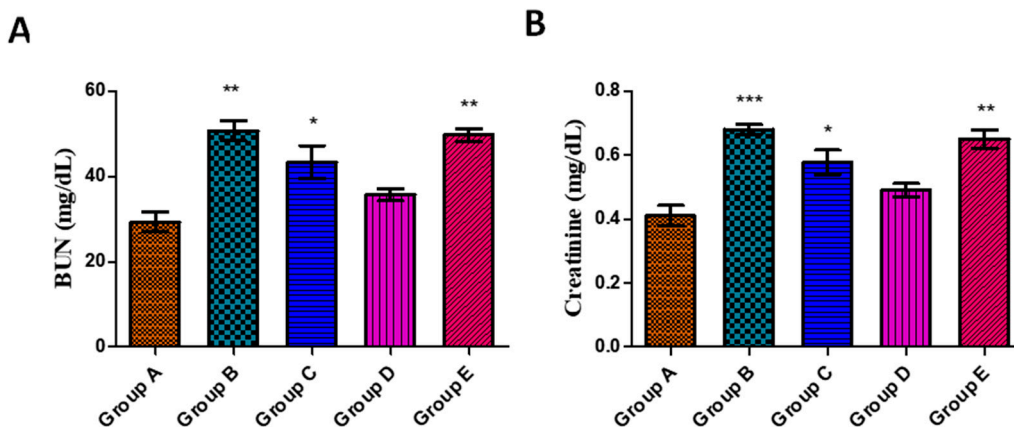 A
BUN (mg/dL)
60
40
20
0
**
*
**
Group A
Group B
Group C
Group D
Group E
B
Creatinine (mg/dL)
0.8
0.6
0.4
0.2
0.0
***
*
**
Group A
Group B
Group C
Group D
Group E